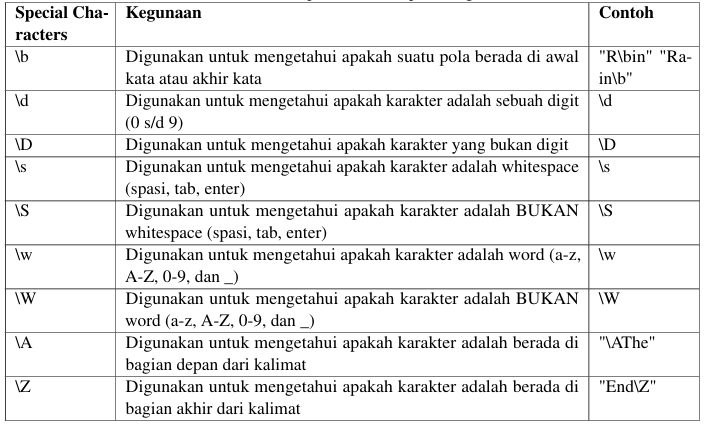 Special Cha- Kegunaan Contoh
racters
\b Digunakan untuk mengetahui apakah suatu pola berada di awal "R\bin" "Ra-
kata atau akhir kata in\b"
\d Digunakan untuk mengetahui apakah karakter adalah sebuah digit \d
(0 s/d 9)
\D Digunakan untuk mengetahui apakah karakter yang bukan digit \D
\s Digunakan untuk mengetahui apakah karakter adalah whitespace \s
(spasi, tab, enter)
\S Digunakan untuk mengetahui apakah karakter adalah BUKAN \S
whitespace (spasi, tab, enter)
\w Digunakan untuk mengetahui apakah karakter adalah word (a-z, \w
A-Z, 0-9, dan _)
\W Digunakan untuk mengetahui apakah karakter adalah BUKAN \W
word (a-z, A-Z, 0-9, dan _)
\A Digunakan untuk mengetahui apakah karakter adalah berada di "\AThe"
bagian depan dari kalimat
\Z Digunakan untuk mengetahui apakah karakter adalah berada di "End\Z"
bagian akhir dari kalimat